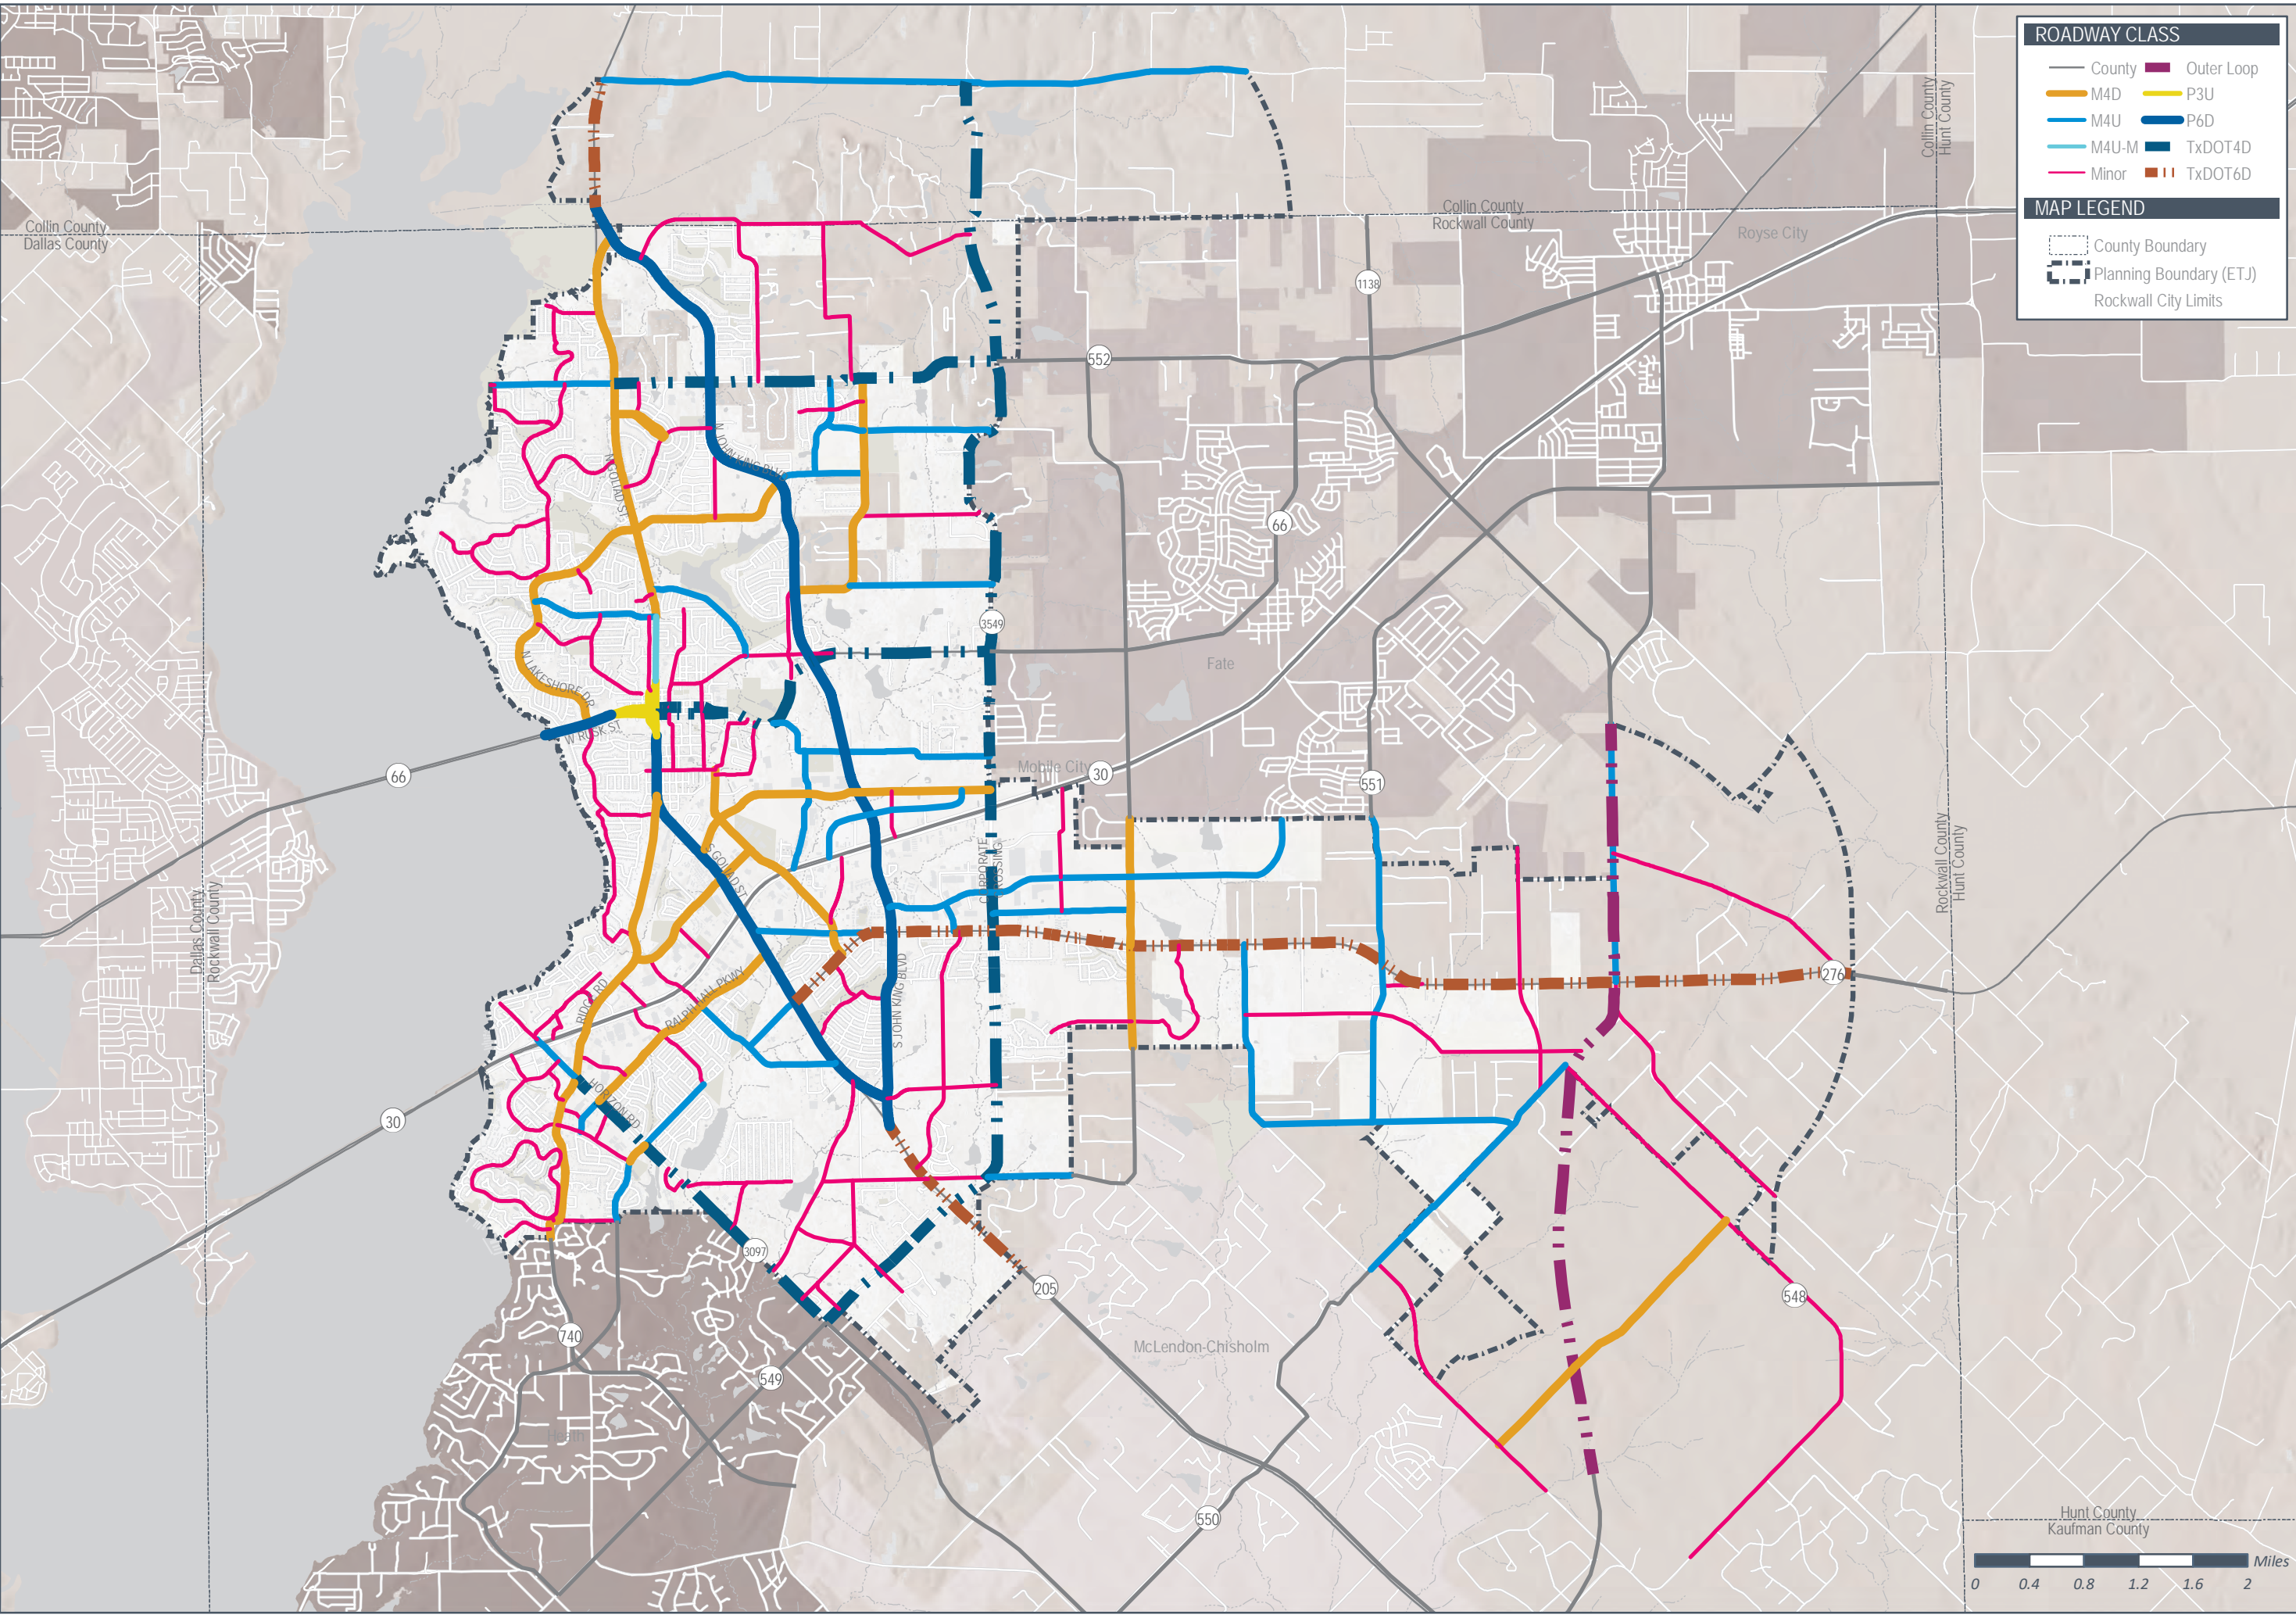 ROADWAY CLASS
County
Outer Loop
M4D
P3U
M4U
P6D
M4U-M
TxDOT4D
Minor
TxDOT6D
MAP LEGEND
County Boundary
Planning Boundary (ETJ)
Rockwall City Limits
Collin County
Hunt County
Collin County
Dallas County
Collin County
Rockwall County
Royse City
1138
552
N JOHN KING BLVD
N GOLIAD ST
66
3549
Fate
N LAKESHORE DR
W RUSK ST
66
Mobile City
30
551
S GOLIAD ST
CORPORATE
CROSSING
Rockwall County
Hunt County
Dallas County
Rockwall County
276
RIDGE RD
RALPH HALL PKWY
S JOHN KING BLVD
HORIZON RD
30
3097
205
548
740
McLendon-Chisholm
549
Heath
550
Hunt County
Kaufman County
Miles
0 0.4 0.8 1.2 1.6 2